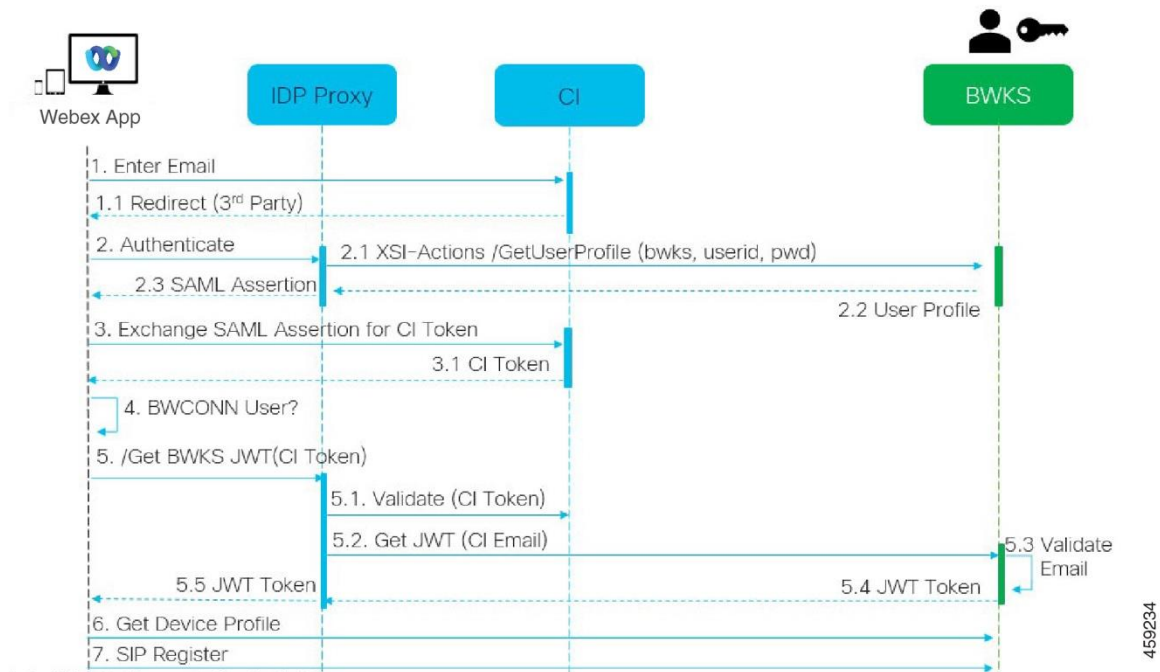 Webex App
IDP Proxy
CI
BWKS
1. Enter Email
1.1 Redirect (3rd Party)
2. Authenticate
2.1 XSI-Actions /GetUserProfile (bwks, userid, pwd)
2.3 SAML Assertion
2.2 User Profile
3. Exchange SAML Assertion for CI Token
3.1 CI Token
4. BWCONN User?
5. /Get BWKS JWT(CI Token)
5.1. Validate (CI Token)
5.2. Get JWT (CI Email)
5.3 Validate
Email
5.5 JWT Token
5.4 JWT Token
6. Get Device Profile
7. SIP Register
459234